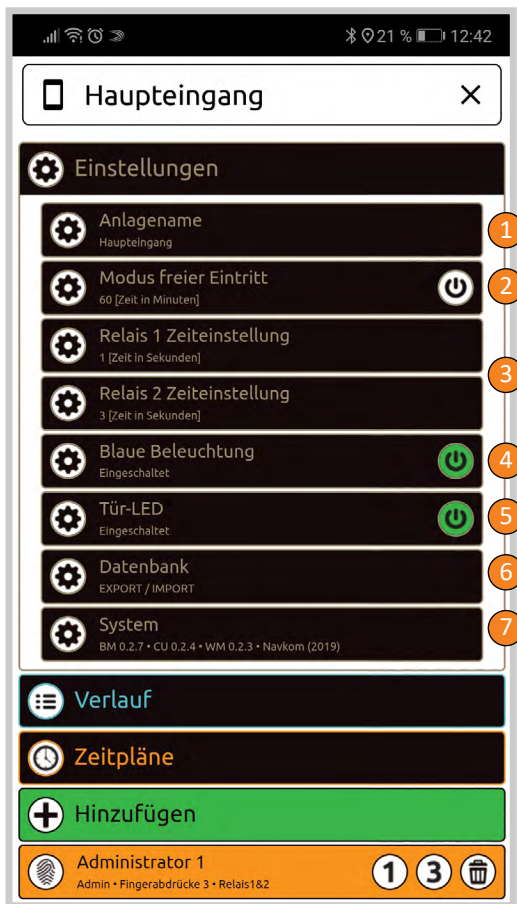 21 % 12:42
Haupteingang
Einstellungen
Anlagename
Haupteingang
1
Modus freier Eintritt
60 [Zeit in Minuten]
2
Relais 1 Zeiteinstellung
1 [Zeit in Sekunden]
3
Relais 2 Zeiteinstellung
3 [Zeit in Sekunden]
Blaue Beleuchtung
Eingeschaltet
4
Tür-LED
Eingeschaltet
5
Datenbank
EXPORT / IMPORT
6
System
BM 0.2.7 • CU 0.2.4 • WM 0.2.3 • Navkom (2019)
7
Verlauf
Zeitpläne
Hinzufügen
Administrator 1
Admin • Fingerabdrücke 3 • Relais1&2
1 3